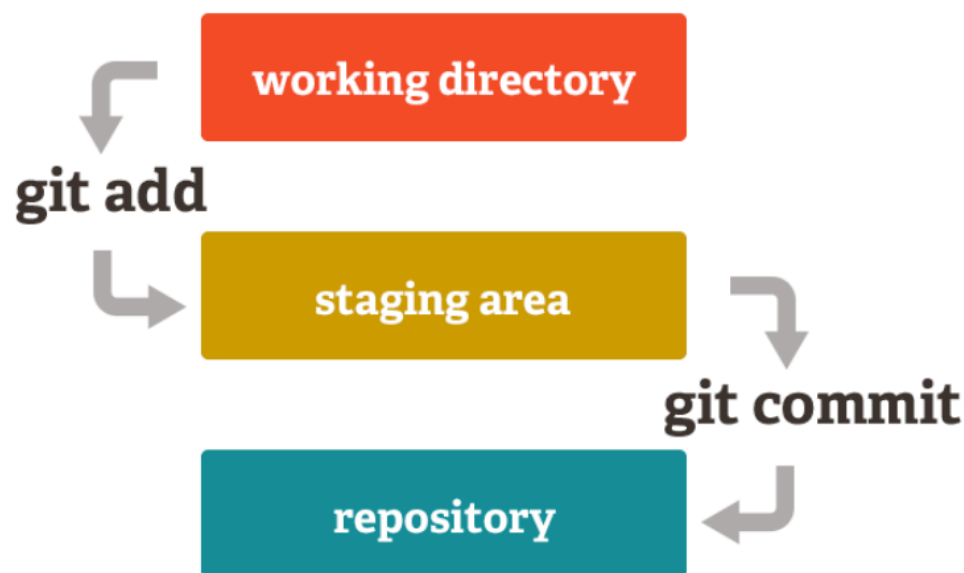 working directory
git add
staging area
git commit
repository